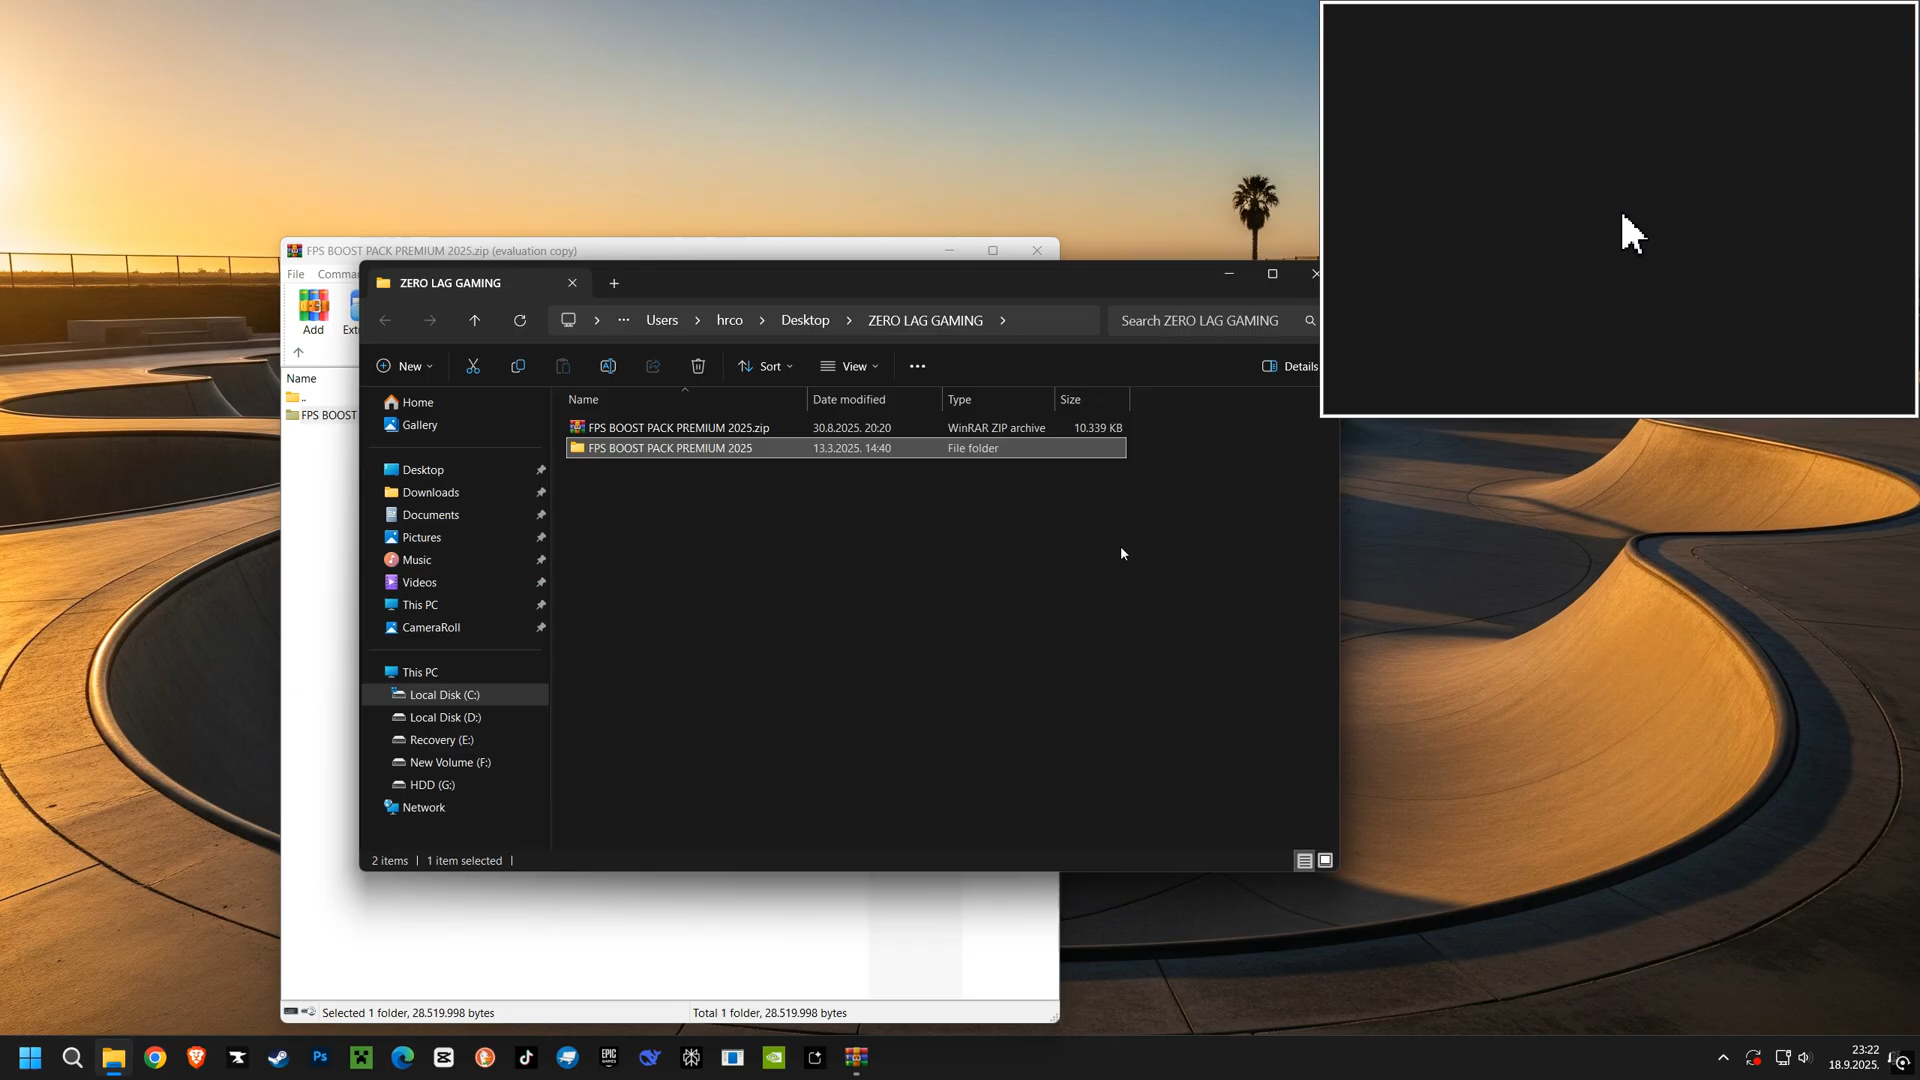 FPS BOOST PACK PREMIUM 2025.zip (evaluation copy)
File Comma
Add Ext
Name
..
FPS BOOST
ZERO LAG GAMING
Users hrco Desktop ZERO LAG GAMING
Search ZERO LAG GAMING
New Sort View Details
Name Date modified Type Size
FPS BOOST PACK PREMIUM 2025.zip 30.8.2025. 20:20 WinRAR ZIP archive 10.339 KB
FPS BOOST PACK PREMIUM 2025 13.3.2025. 14:40 File folder
Home
Gallery
Desktop
Downloads
Documents
Pictures
Music
Videos
This PC
CameraRoll
This PC
Local Disk (C:)
Local Disk (D:)
Recovery (E:)
New Volume (F:)
HDD (G:)
Network
2 items 1 item selected
Selected 1 folder, 28.519.998 bytes Total 1 folder, 28.519.998 bytes
Ps
EPIC GAMES
23:22
18.9.2025.